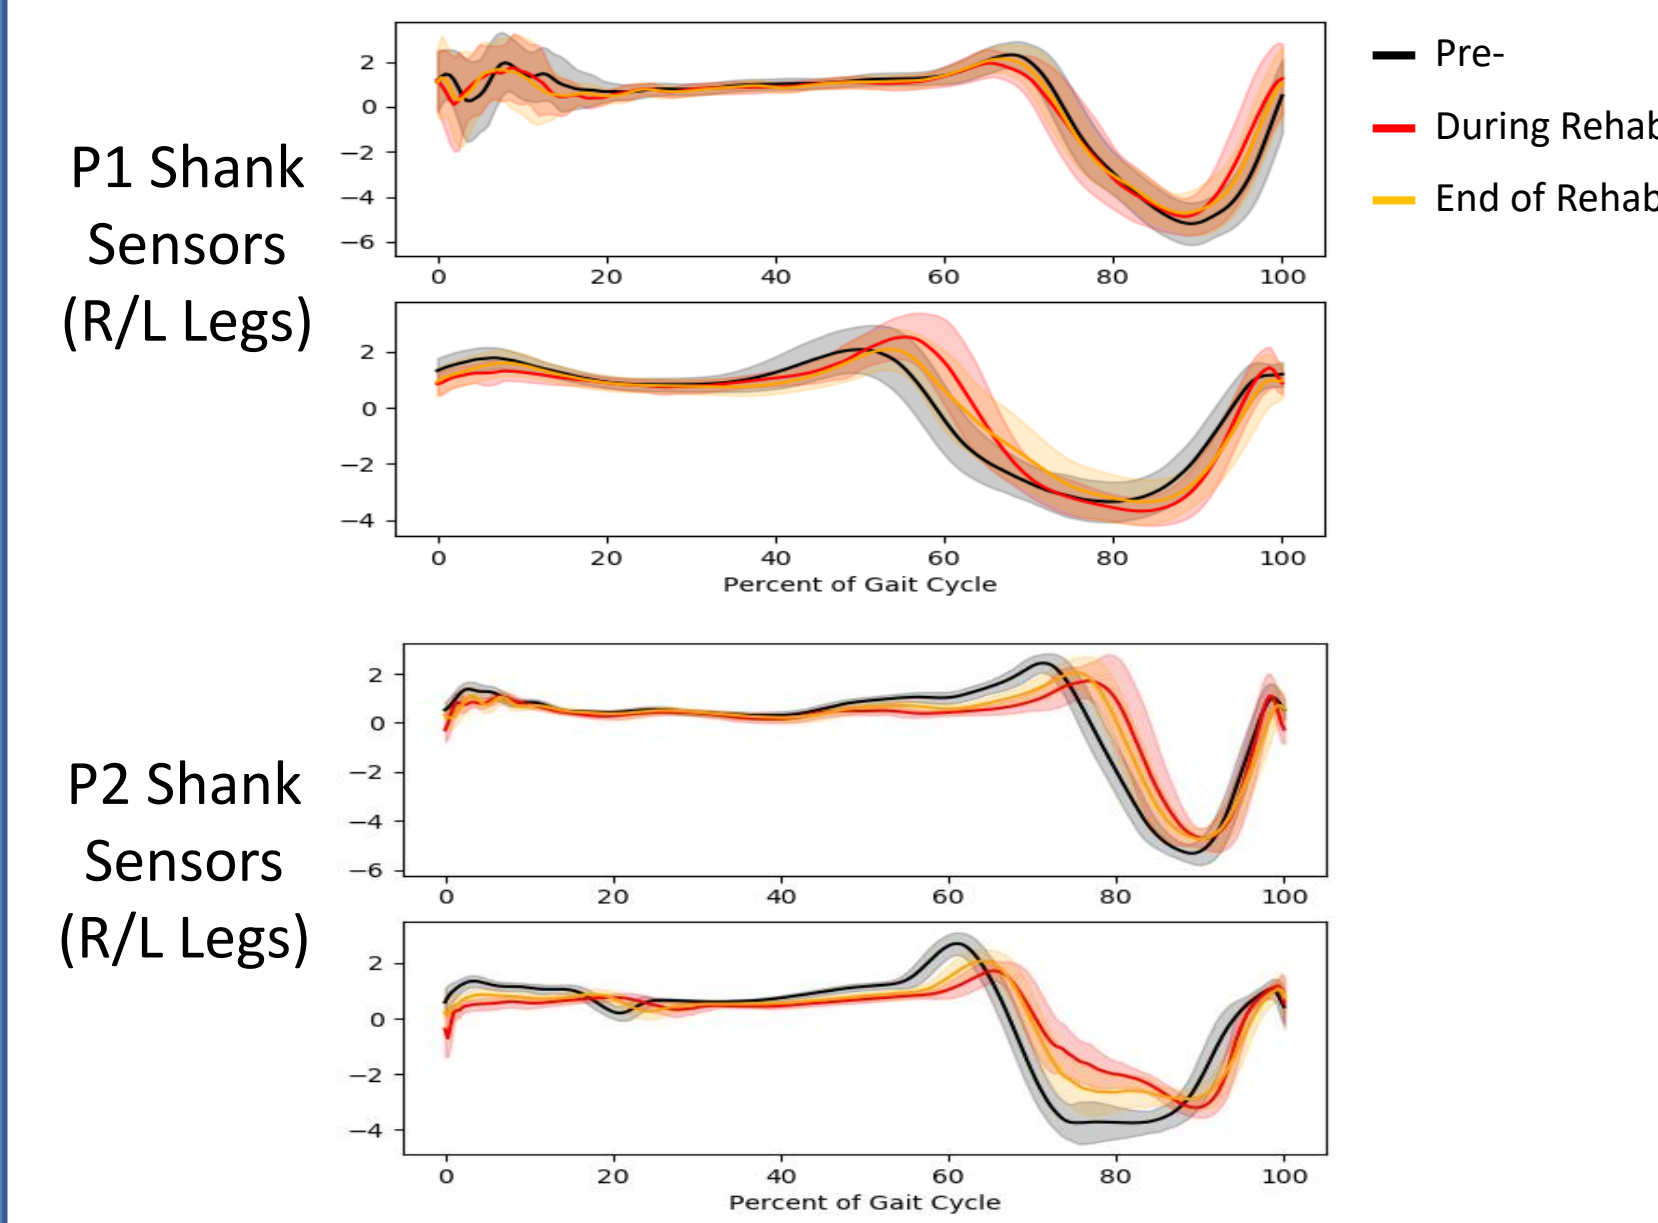 P1 Shank
Sensors
(R/L Legs)
2
0
−2
−4
−6
0 20 40 60 80 100
2
0
−2
−4
0 20 40 60 80 100
Percent of Gait Cycle
Pre-
During Rehab
End of Rehab
P2 Shank
Sensors
(R/L Legs)
2
0
−2
−4
−6
0 20 40 60 80 100
2
0
−2
−4
0 20 40 60 80 100
Percent of Gait Cycle